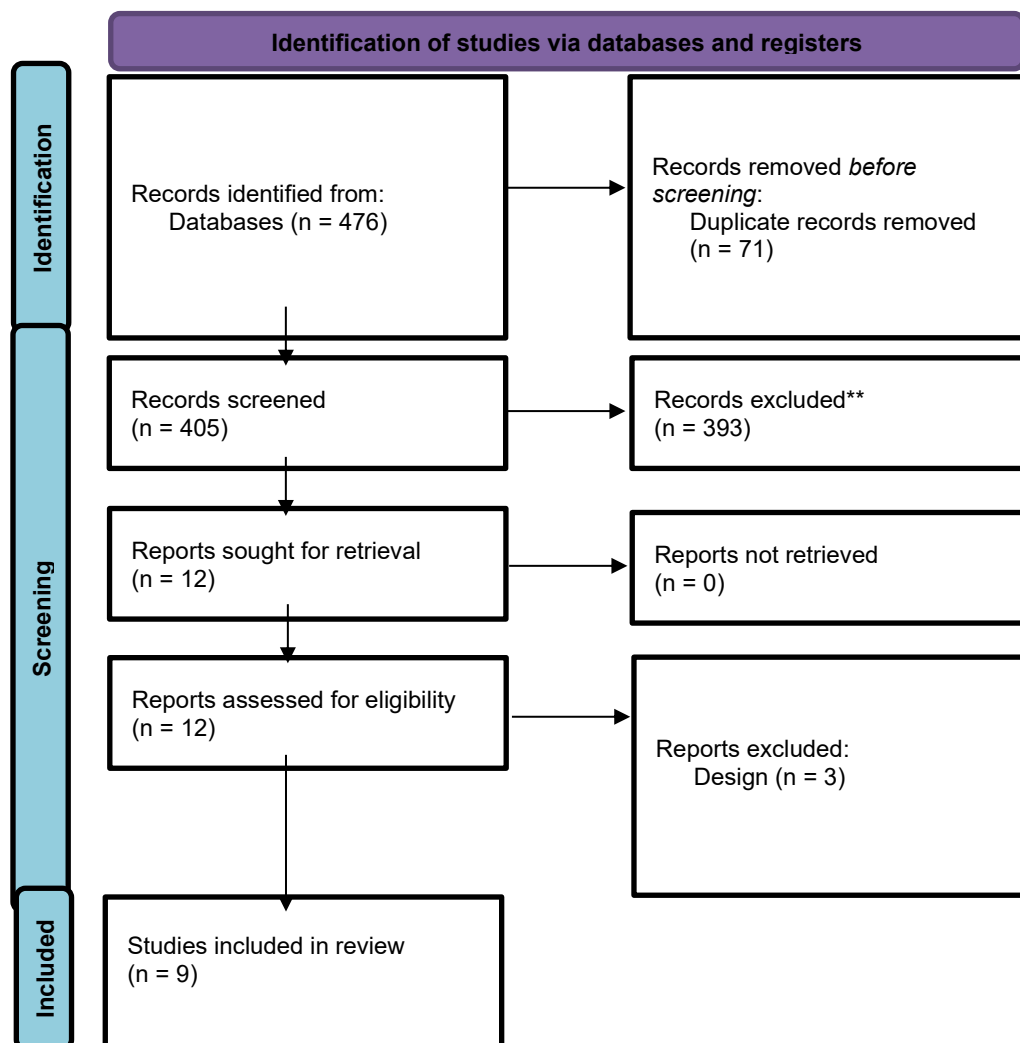 Identification of studies via databases and registers
Identification
Records identified from:
Databases (n = 476)
Records removed before
screening:
Duplicate records removed
(n = 71)
Screening
Records screened
(n = 405)
Records excluded**
(n = 393)
Reports sought for retrieval
(n = 12)
Reports not retrieved
(n = 0)
Reports assessed for eligibility
(n = 12)
Reports excluded:
Design (n = 3)
Included
Studies included in review
(n = 9)